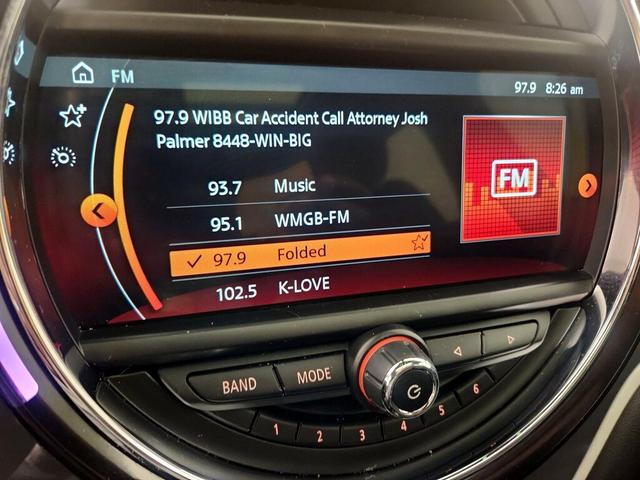 FM
97.9 8:26 am
97.9 WIBB Car Accident Call Attorney Josh
Palmer 8448-WIN-BIG
93.7 Music
95.1 WMGB-FM
97.9 Folded
102.5 K-LOVE
FM
BAND MODE
1 2 3 4 5 6